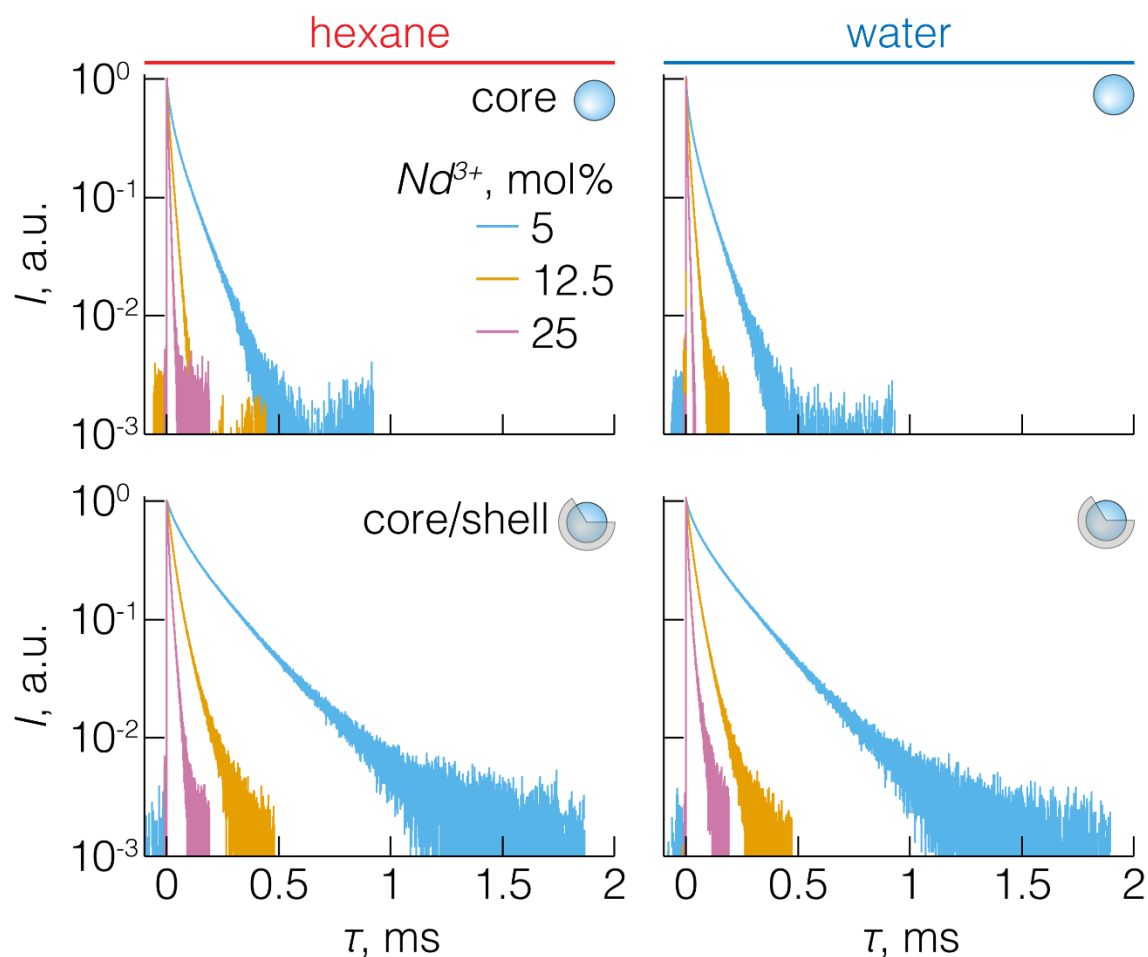 hexane
water
10⁰
10⁻¹
10⁻²
10⁻³
I, a.u.
core
Nd³⁺, mol%
5
12.5
25
10⁰
10⁻¹
10⁻²
10⁻³
I, a.u.
core/shell
0 0.5 1 1.5 2
τ, ms
0 0.5 1 1.5 2
τ, ms